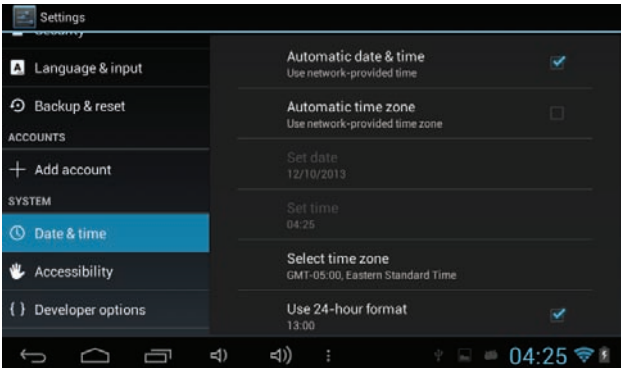 Settings
Security
Language & input
Backup & reset
ACCOUNTS
Add account
SYSTEM
Date & time
Accessibility
{ } Developer options
Automatic date & time
Use network-provided time
Automatic time zone
Use network-provided time zone
Set date
12/10/2013
Set time
04:25
Select time zone
GMT-05:00, Eastern Standard Time
Use 24-hour format
13:00
04:25